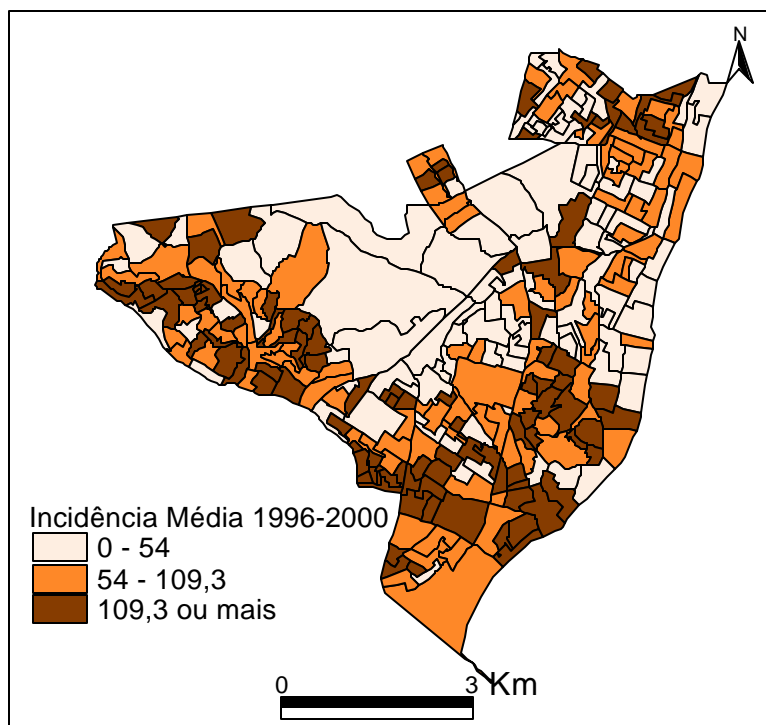 N
Incidência Média 1996-2000
0 - 54
54 - 109,3
109,3 ou mais
0 3 Km